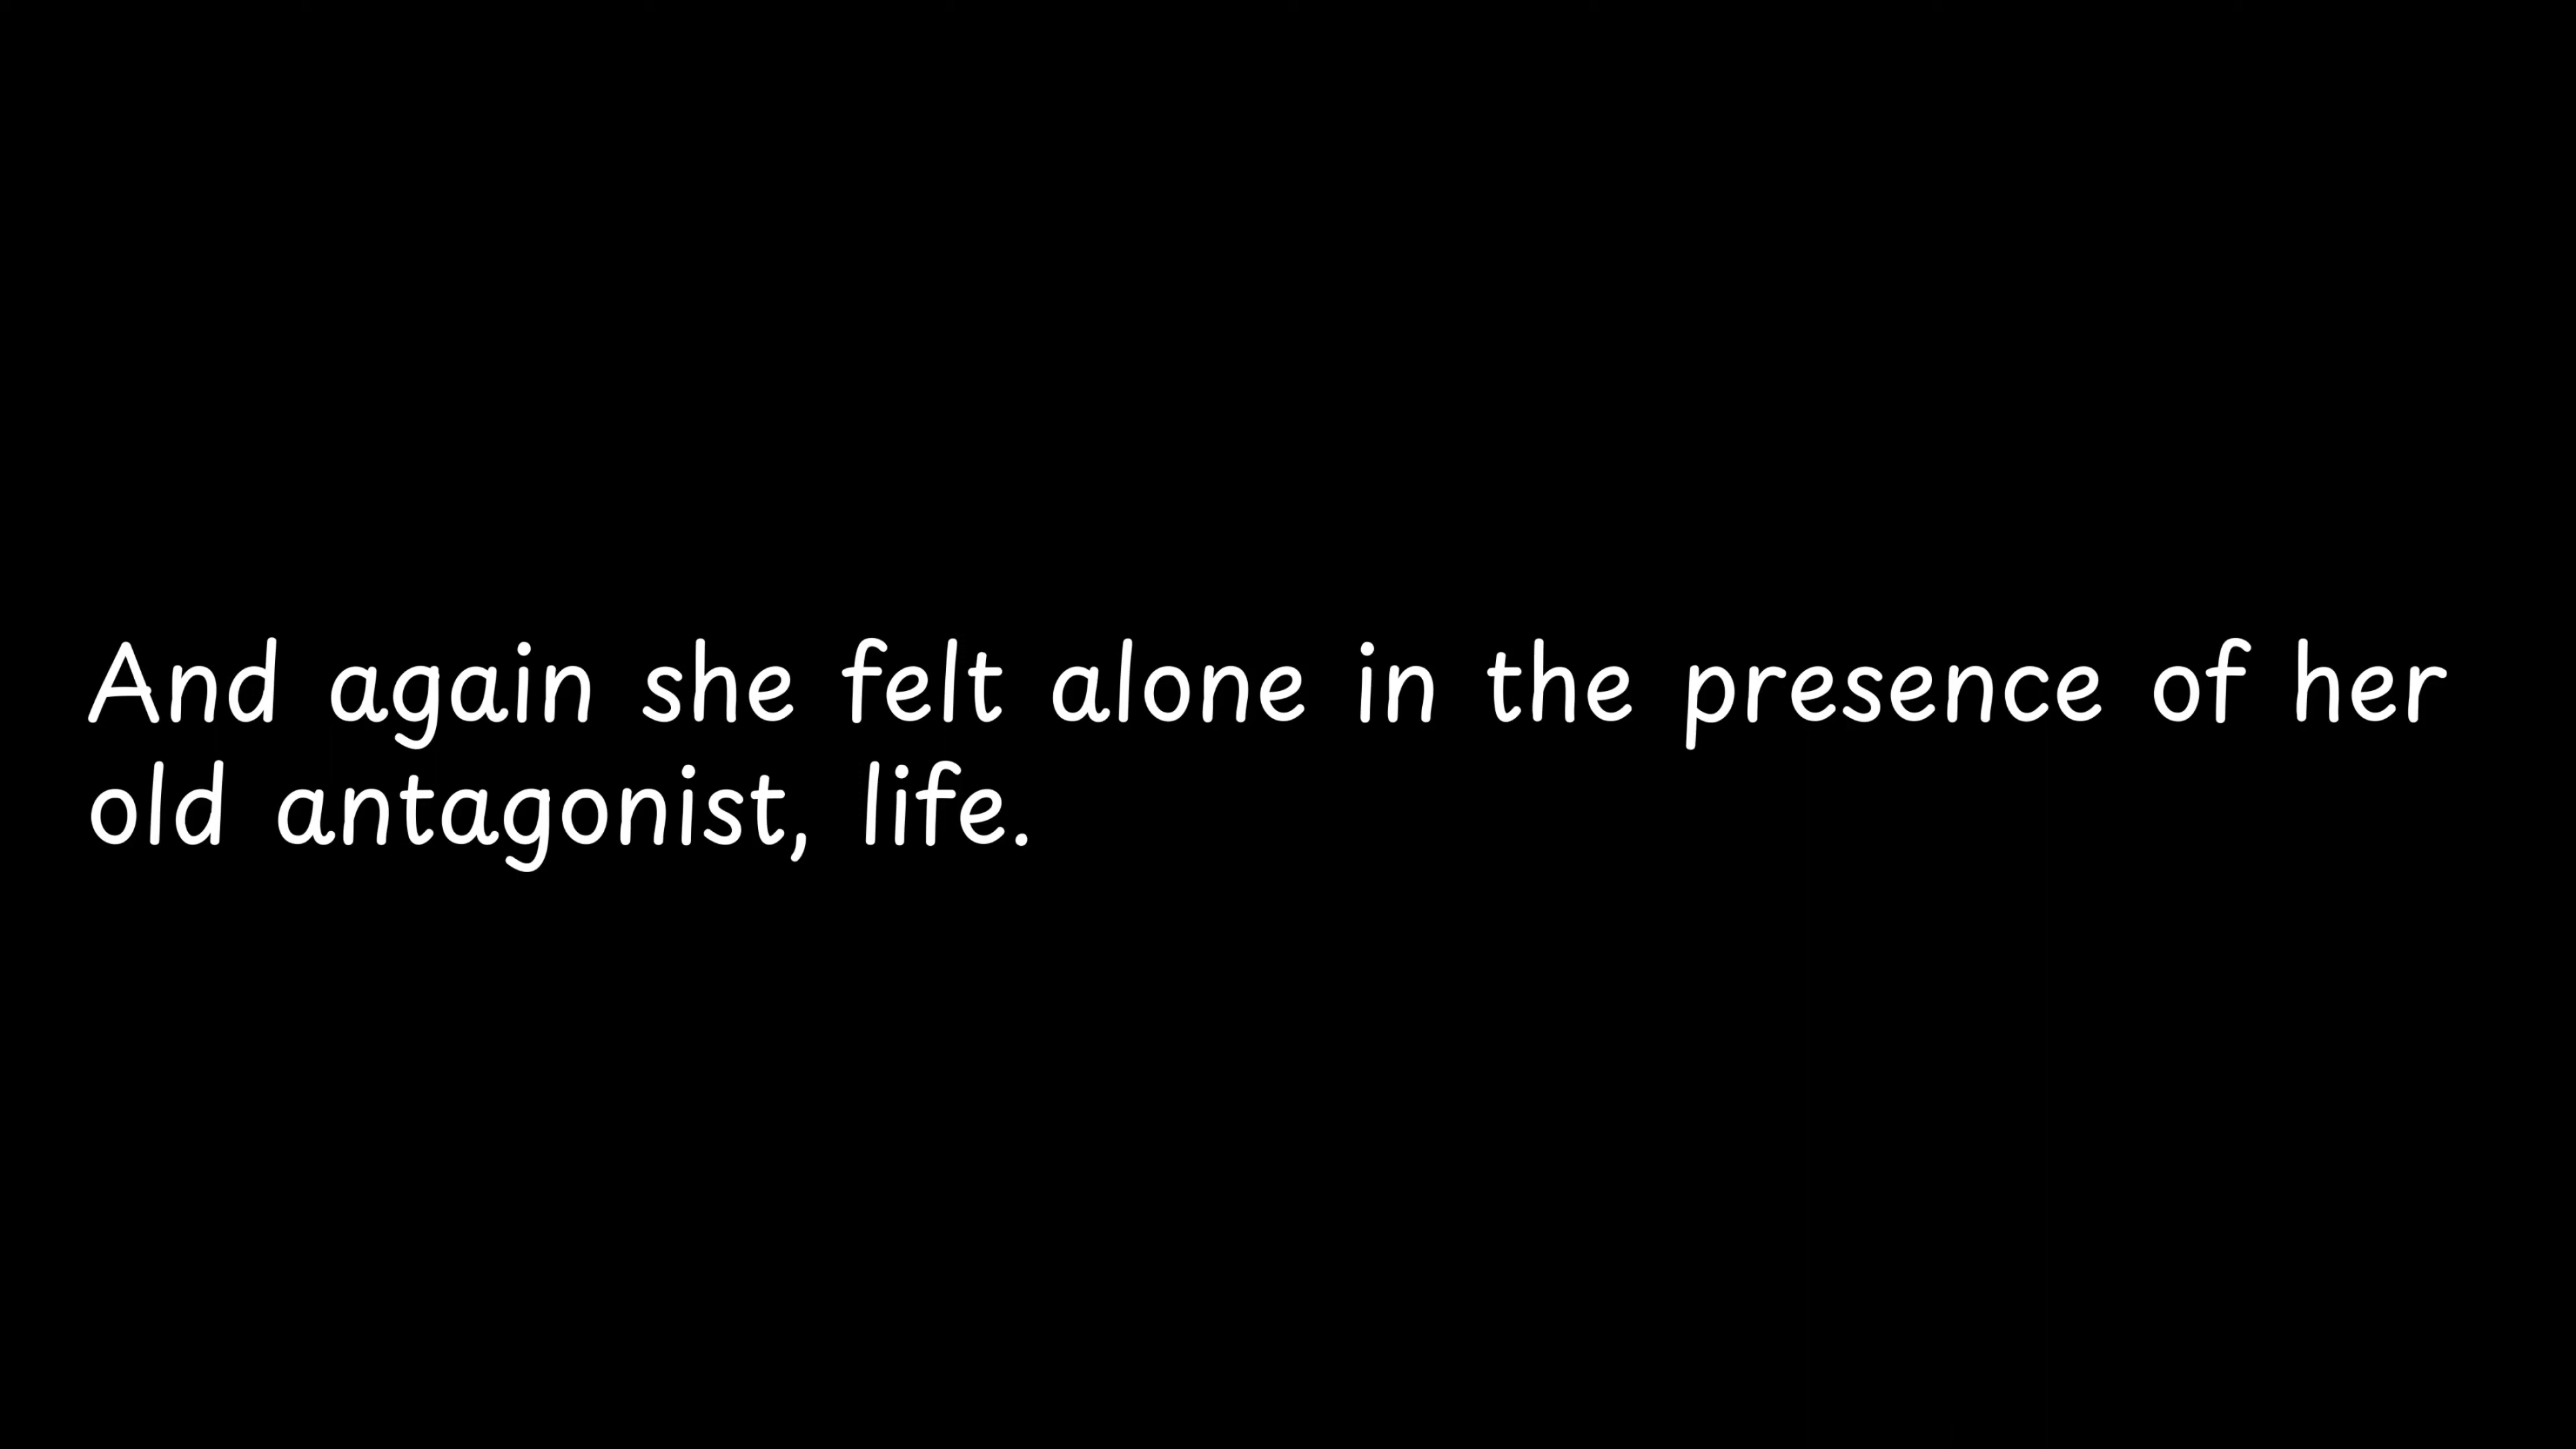 And again she felt alone in the presence of her
old antagonist, life.